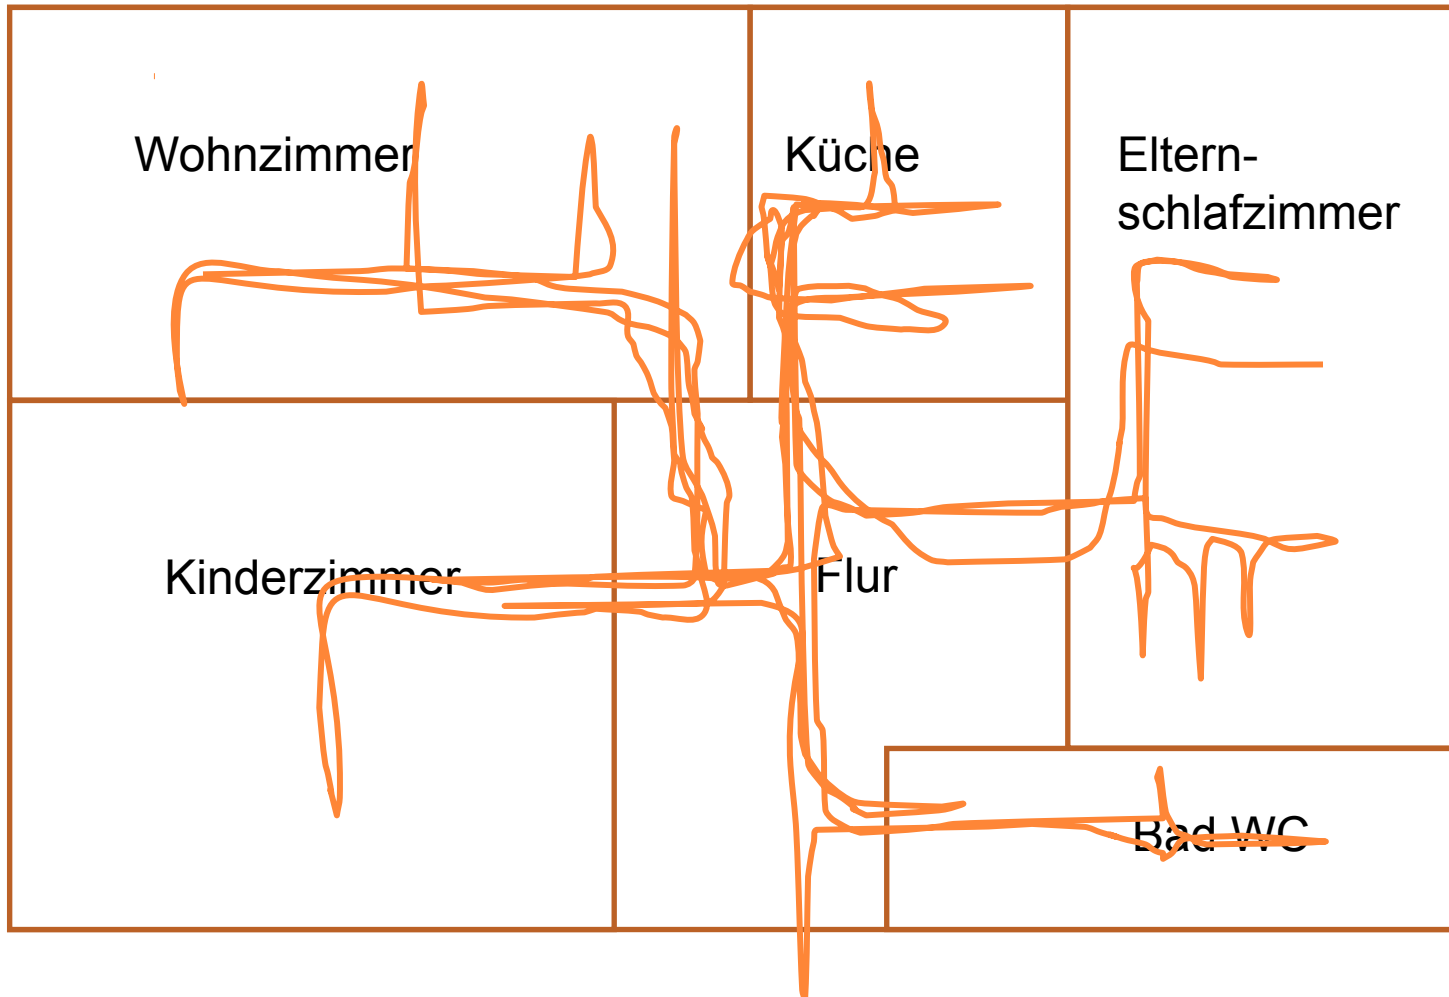 Wohnzimmer
Küche
Eltern-
schlafzimmer
Kinderzimmer
Flur
Bad WC